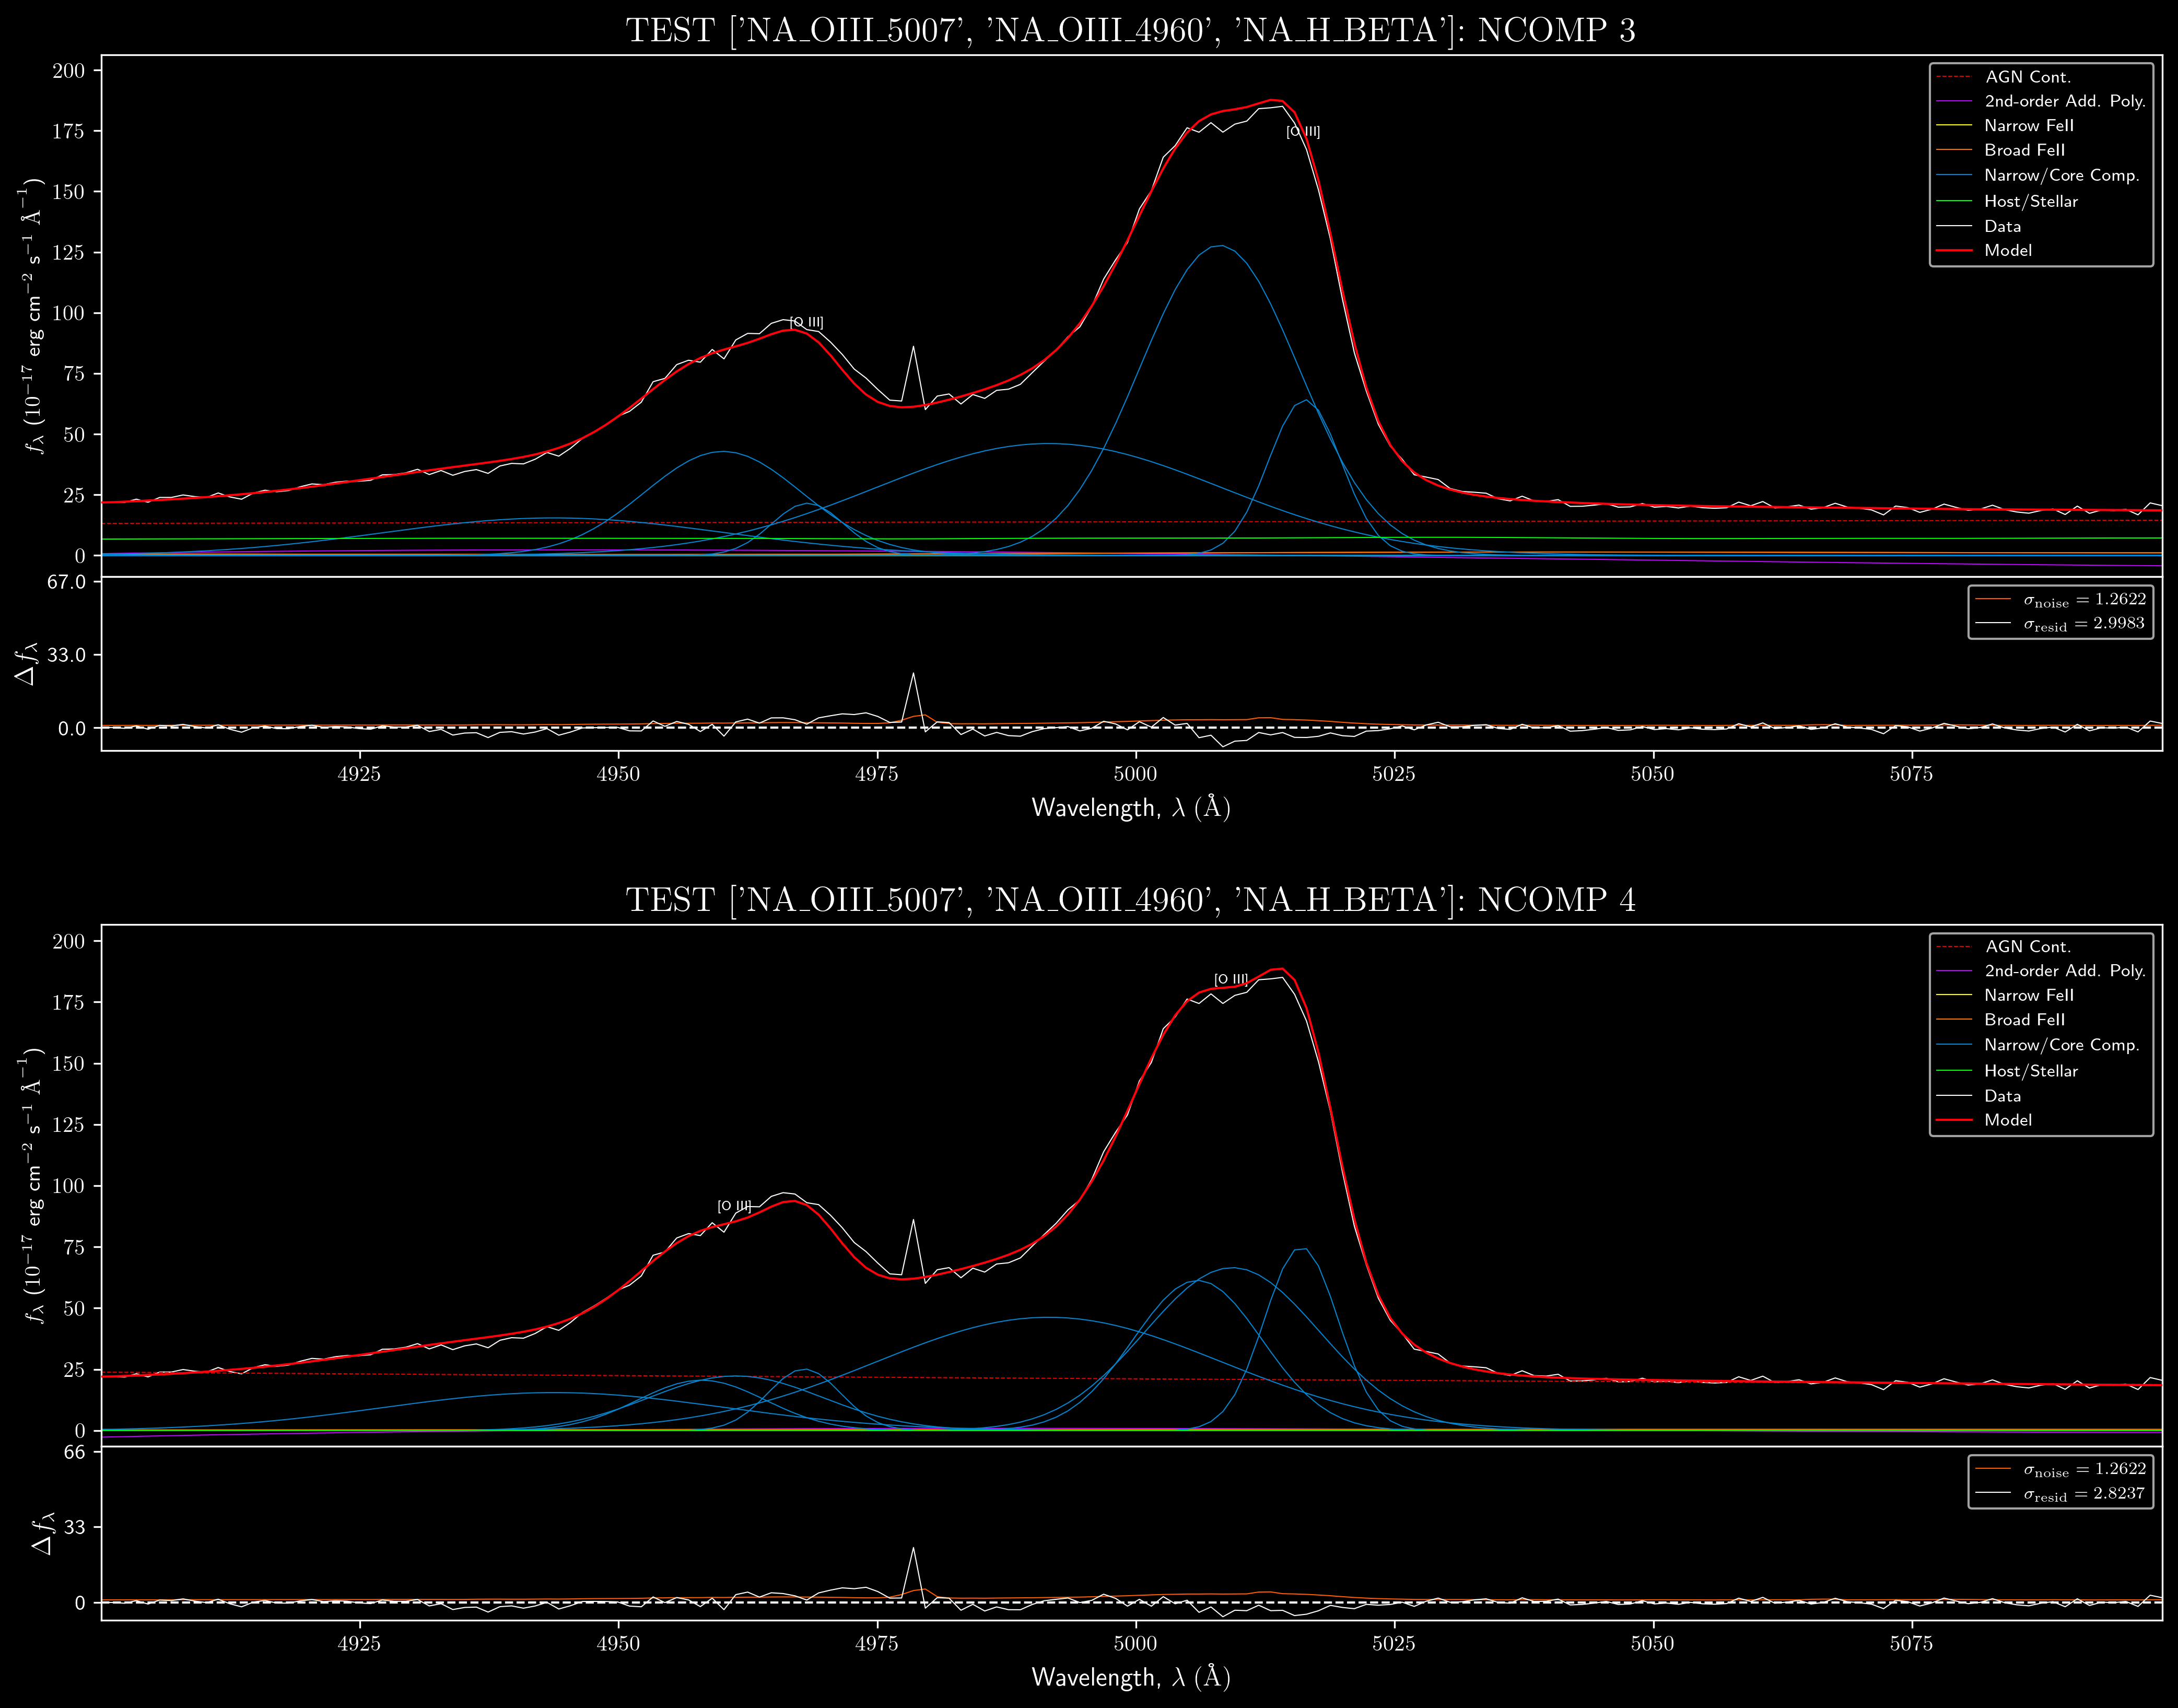 TEST ['NA_OIII_5007', 'NA_OIII_4960', 'NA_H_BETA']: NCOMP 3
200
175
150
125
100
75
50
25
0
fλ (10⁻¹⁷ erg cm⁻² s⁻¹ Å⁻¹)
[O III]
[O III]
AGN Cont.
2nd-order Add. Poly.
Narrow FeII
Broad FeII
Narrow/Core Comp.
Host/Stellar
Data
Model
67.0
33.0
0.0
Δfλ
σnoise = 1.2622
σresid = 2.9983
4925 4950 4975 5000 5025 5050 5075
Wavelength, λ (Å)
TEST ['NA_OIII_5007', 'NA_OIII_4960', 'NA_H_BETA']: NCOMP 4
200
175
150
125
100
75
50
25
0
fλ (10⁻¹⁷ erg cm⁻² s⁻¹ Å⁻¹)
[O III]
[O III]
AGN Cont.
2nd-order Add. Poly.
Narrow FeII
Broad FeII
Narrow/Core Comp.
Host/Stellar
Data
Model
66
33
0
Δfλ
σnoise = 1.2622
σresid = 2.8237
4925 4950 4975 5000 5025 5050 5075
Wavelength, λ (Å)